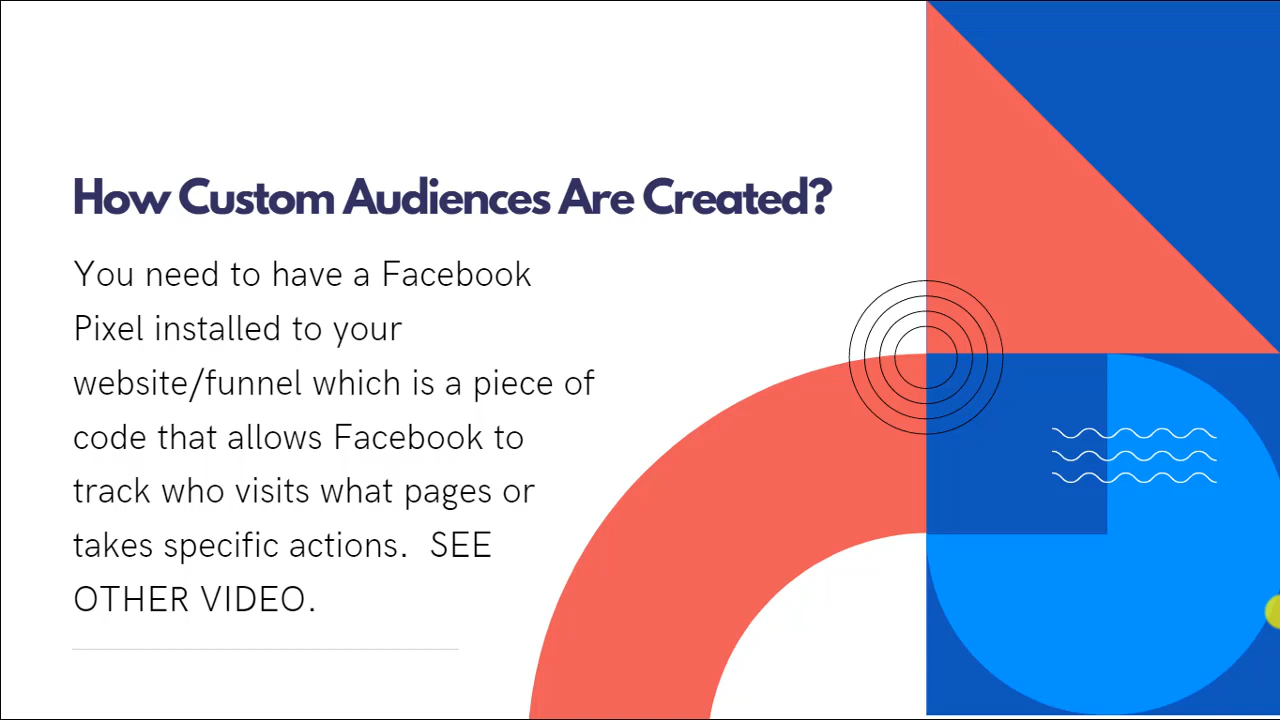 How Custom Audiences Are Created?
You need to have a Facebook
Pixel installed to your
website/funnel which is a piece of
code that allows Facebook to
track who visits what pages or
takes specific actions.  SEE
OTHER VIDEO.